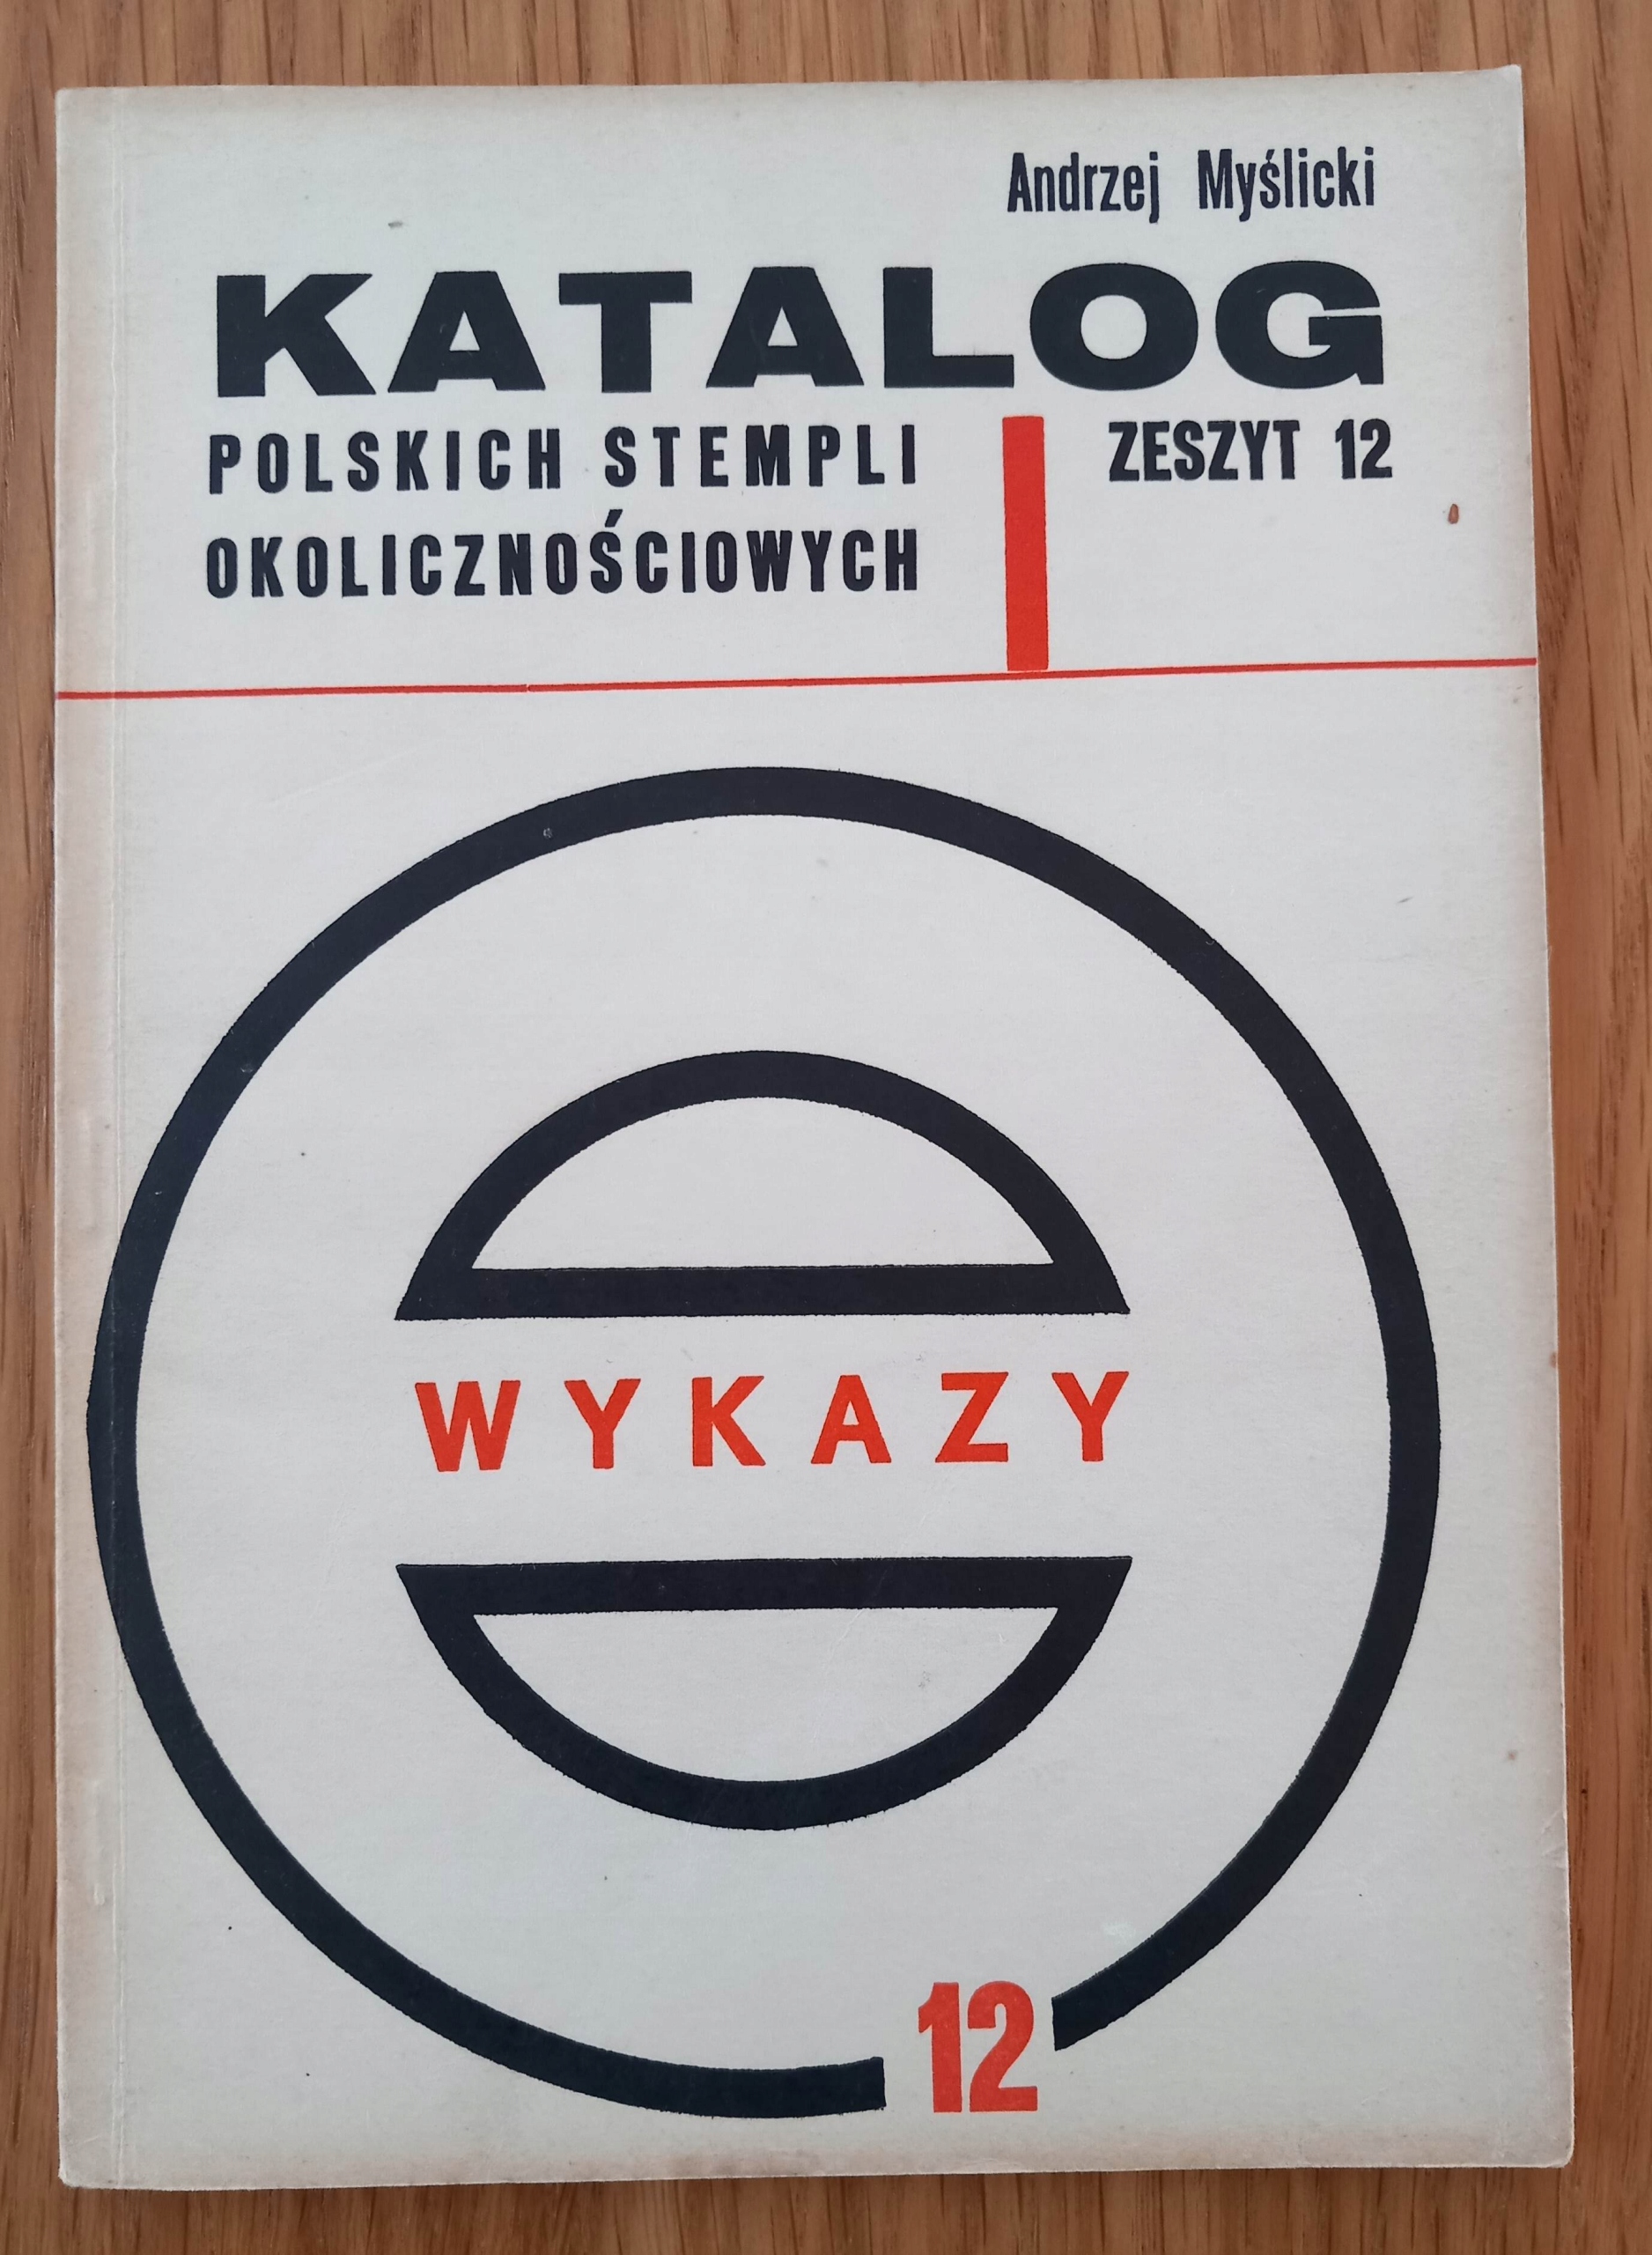 Andrzej Myślicki
KATALOG
POLSKICH STEMPLI
OKOLICZNOŚCIOWYCH
ZESZYT 12
WYKAZY
12